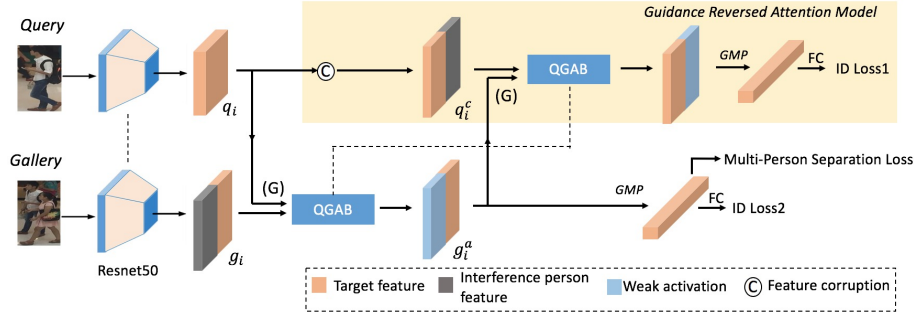 Query
Guidance Reversed Attention Model
QGAB
GMP
FC
ID Loss1
C
q_i
q_i^c
(G)
Gallery
(G)
QGAB
GMP
Multi-Person Separation Loss
FC
ID Loss2
g_i
g_i^a
Resnet50
Target feature
Interference person
feature
Weak activation
C Feature corruption